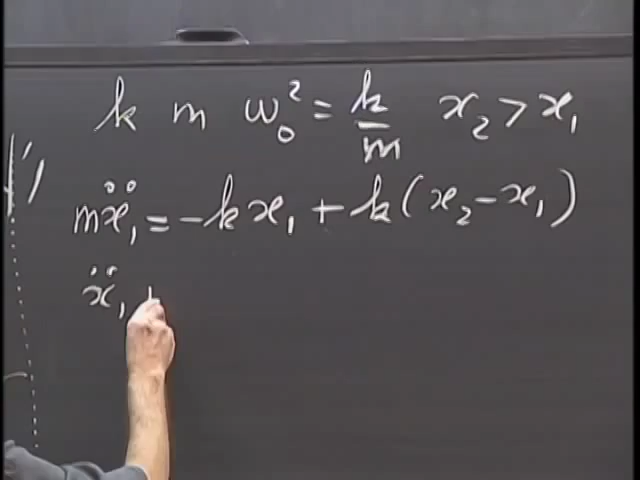 k m ω₀² = k/m x₂ > x₁
mẍ₁ = -kx₁ + k(x₂ - x₁)
ẍ₁ +